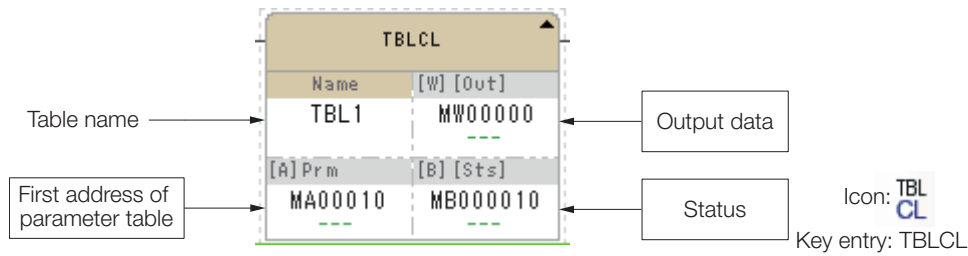 TBLCL
Name [W] [Out]
Table name TBL1 MW00000 Output data
---
[A] Prm [B] [Sts]
First address of
parameter table
MA00010 MB000010 Status
--- ---
Icon: TBL
CL
Key entry: TBLCL